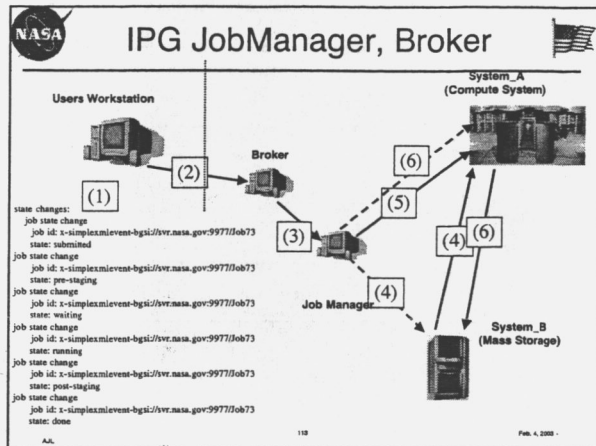 NASA
IPG JobManager, Broker
System_A
(Compute System)
Users Workstation
Broker
(1)
(2)
(3)
(6)
(5)
(4)
(4)
(6)
Job Manager
System_B
(Mass Storage)
state changes:
job state change
job id: x-simplexmlevent-bgsi://svr.nasa.gov:9977/Job73
state: submitted
job state change
job id: x-simplexmlevent-bgsi://svr.nasa.gov:9977/Job73
state: pre-staging
job state change
job id: x-simplexmlevent-bgsi://svr.nasa.gov:9977/Job73
state: waiting
job state change
job id: x-simplexmlevent-bgsi://svr.nasa.gov:9977/Job73
state: running
job state change
job id: x-simplexmlevent-bgsi://svr.nasa.gov:9977/Job73
state: post-staging
job state change
job id: x-simplexmlevent-bgsi://svr.nasa.gov:9977/Job73
state: done
AJL
113
Feb. 4, 2003 -